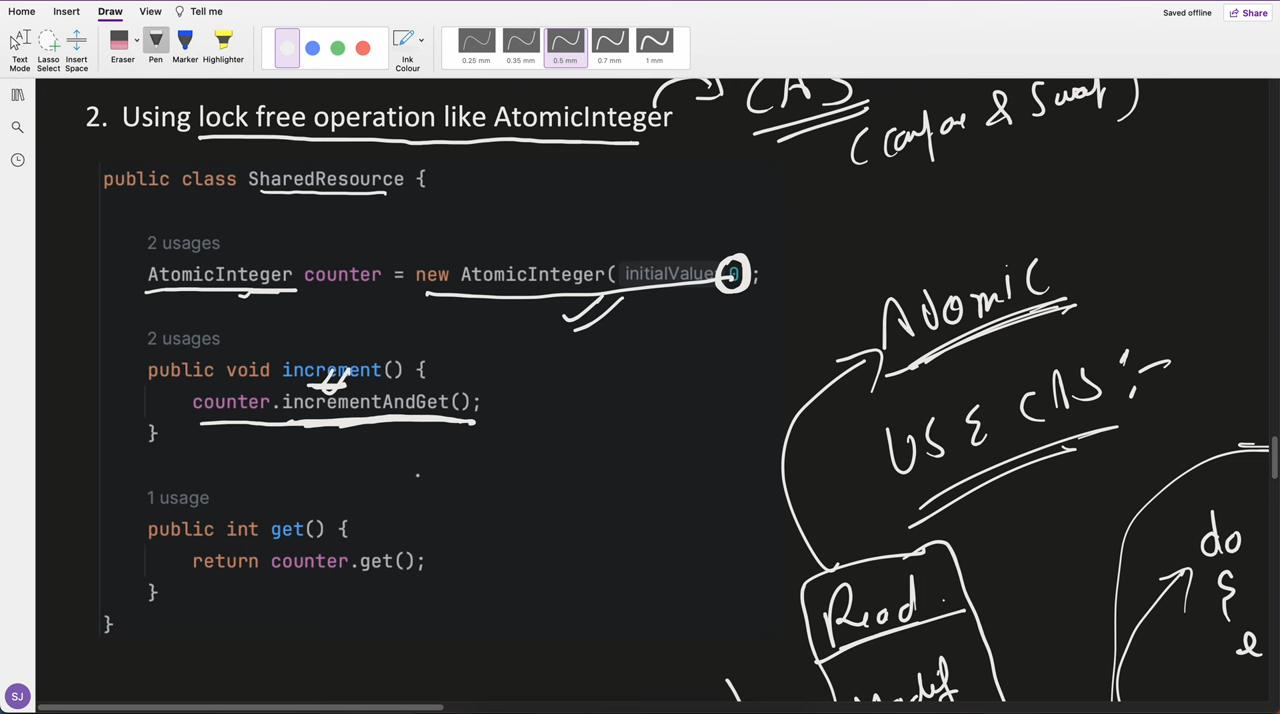 Home Insert Draw View Tell me Saved offline Share
Text Mode Lasso Select Insert Space Eraser Pen Marker Highlighter Ink Colour 0.25 mm 0.35 mm 0.5 mm 0.7 mm 1 mm
CAS
2. Using lock free operation like AtomicInteger
public class SharedResource {
2 usages
AtomicInteger counter = new AtomicInteger( initialValue 0;
2 usages
public void increment() {
counter.incrementAndGet();
}
1 usage
public int get() {
return counter.get();
}
}
Atomic
USE CAS :-
Read
Modif
do
{
SJ